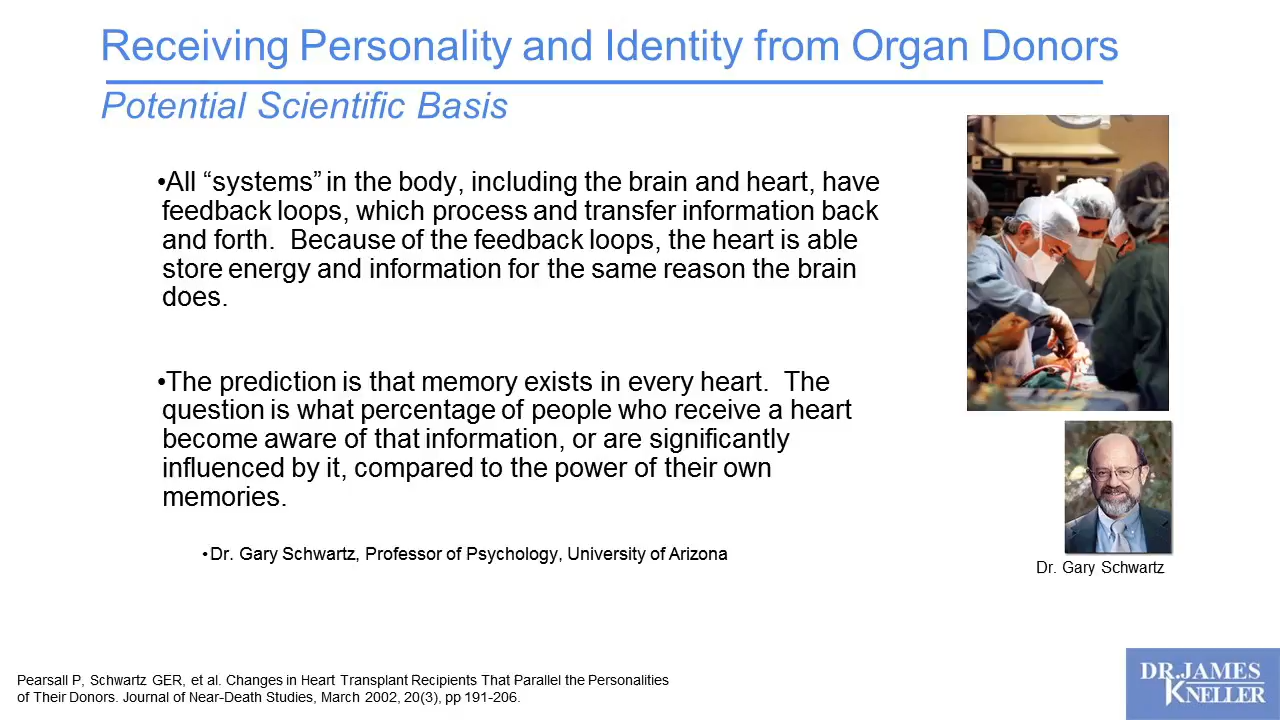 Receiving Personality and Identity from Organ Donors
Potential Scientific Basis
•All “systems” in the body, including the brain and heart, have
feedback loops, which process and transfer information back
and forth.  Because of the feedback loops, the heart is able
store energy and information for the same reason the brain
does.
•The prediction is that memory exists in every heart.  The
question is what percentage of people who receive a heart
become aware of that information, or are significantly
influenced by it, compared to the power of their own
memories.
•Dr. Gary Schwartz, Professor of Psychology, University of Arizona
Dr. Gary Schwartz
Pearsall P, Schwartz GER, et al. Changes in Heart Transplant Recipients That Parallel the Personalities
of Their Donors. Journal of Near-Death Studies, March 2002, 20(3), pp 191-206.
DR.JAMES
KNELLER